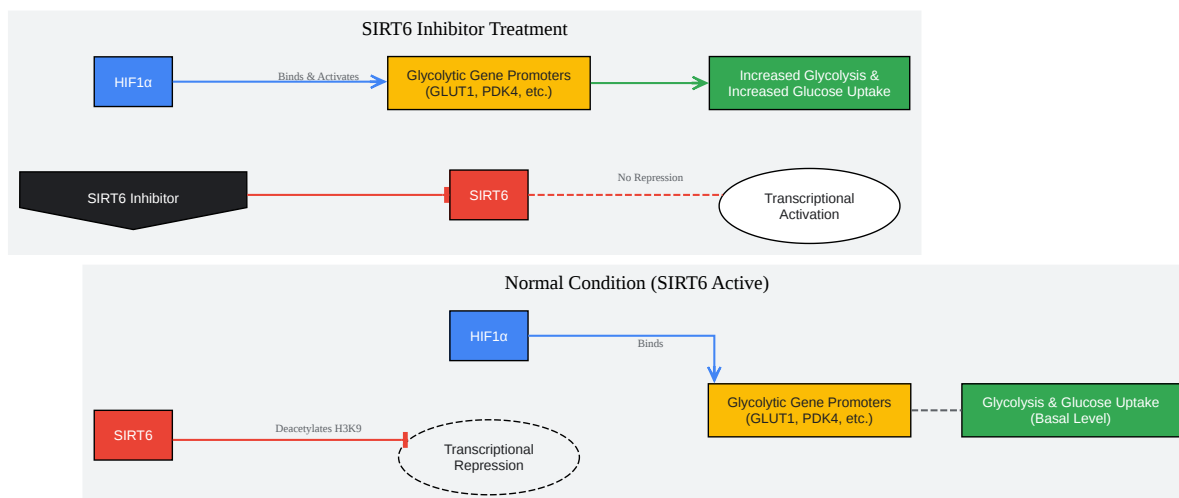 SIRT6 Inhibitor Treatment
HIF1α
Binds & Activates
Glycolytic Gene Promoters
(GLUT1, PDK4, etc.)
Increased Glycolysis &
Increased Glucose Uptake
SIRT6 Inhibitor
SIRT6
No Repression
Transcriptional
Activation
Normal Condition (SIRT6 Active)
HIF1α
Binds
Glycolytic Gene Promoters
(GLUT1, PDK4, etc.)
Glycolysis & Glucose Uptake
(Basal Level)
SIRT6
Deacetylates H3K9
Transcriptional
Repression